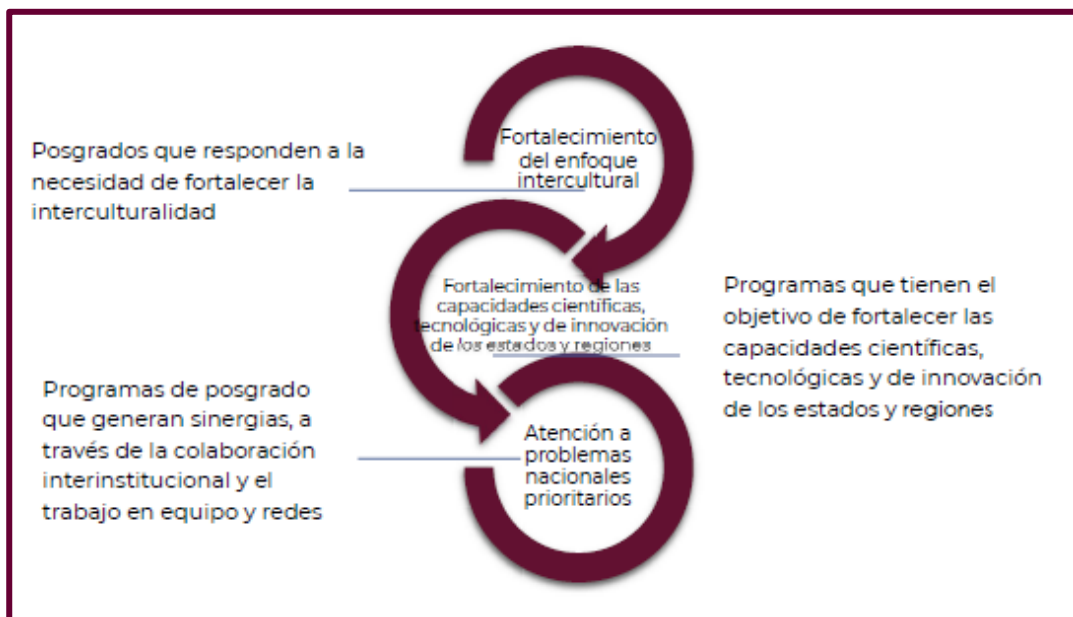 Fortalecimiento
del enfoque
intercultural
Posgrados que responden a la
necesidad de fortalecer la
interculturalidad
Fortalecimiento de las
capacidades científicas,
tecnológicas y de innovación
de los estados y regiones
Programas que tienen el
objetivo de fortalecer las
capacidades científicas,
tecnológicas y de innovación
de los estados y regiones
Programas de posgrado
que generan sinergias, a
través de la colaboración
interinstitucional y el
trabajo en equipo y redes
Atención a
problemas
nacionales
prioritarios